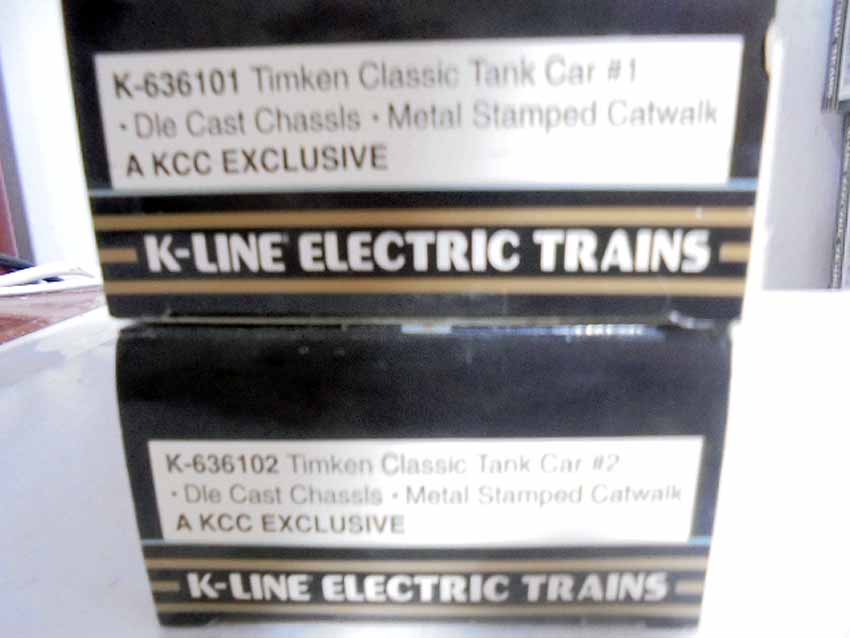 K-636101 Timken Classic Tank Car #1
• Die Cast Chassis • Metal Stamped Catwalk
A KCC EXCLUSIVE
K-LINE ELECTRIC TRAINS
K-636102 Timken Classic Tank Car #2
• Die Cast Chassis • Metal Stamped Catwalk
A KCC EXCLUSIVE
K-LINE ELECTRIC TRAINS